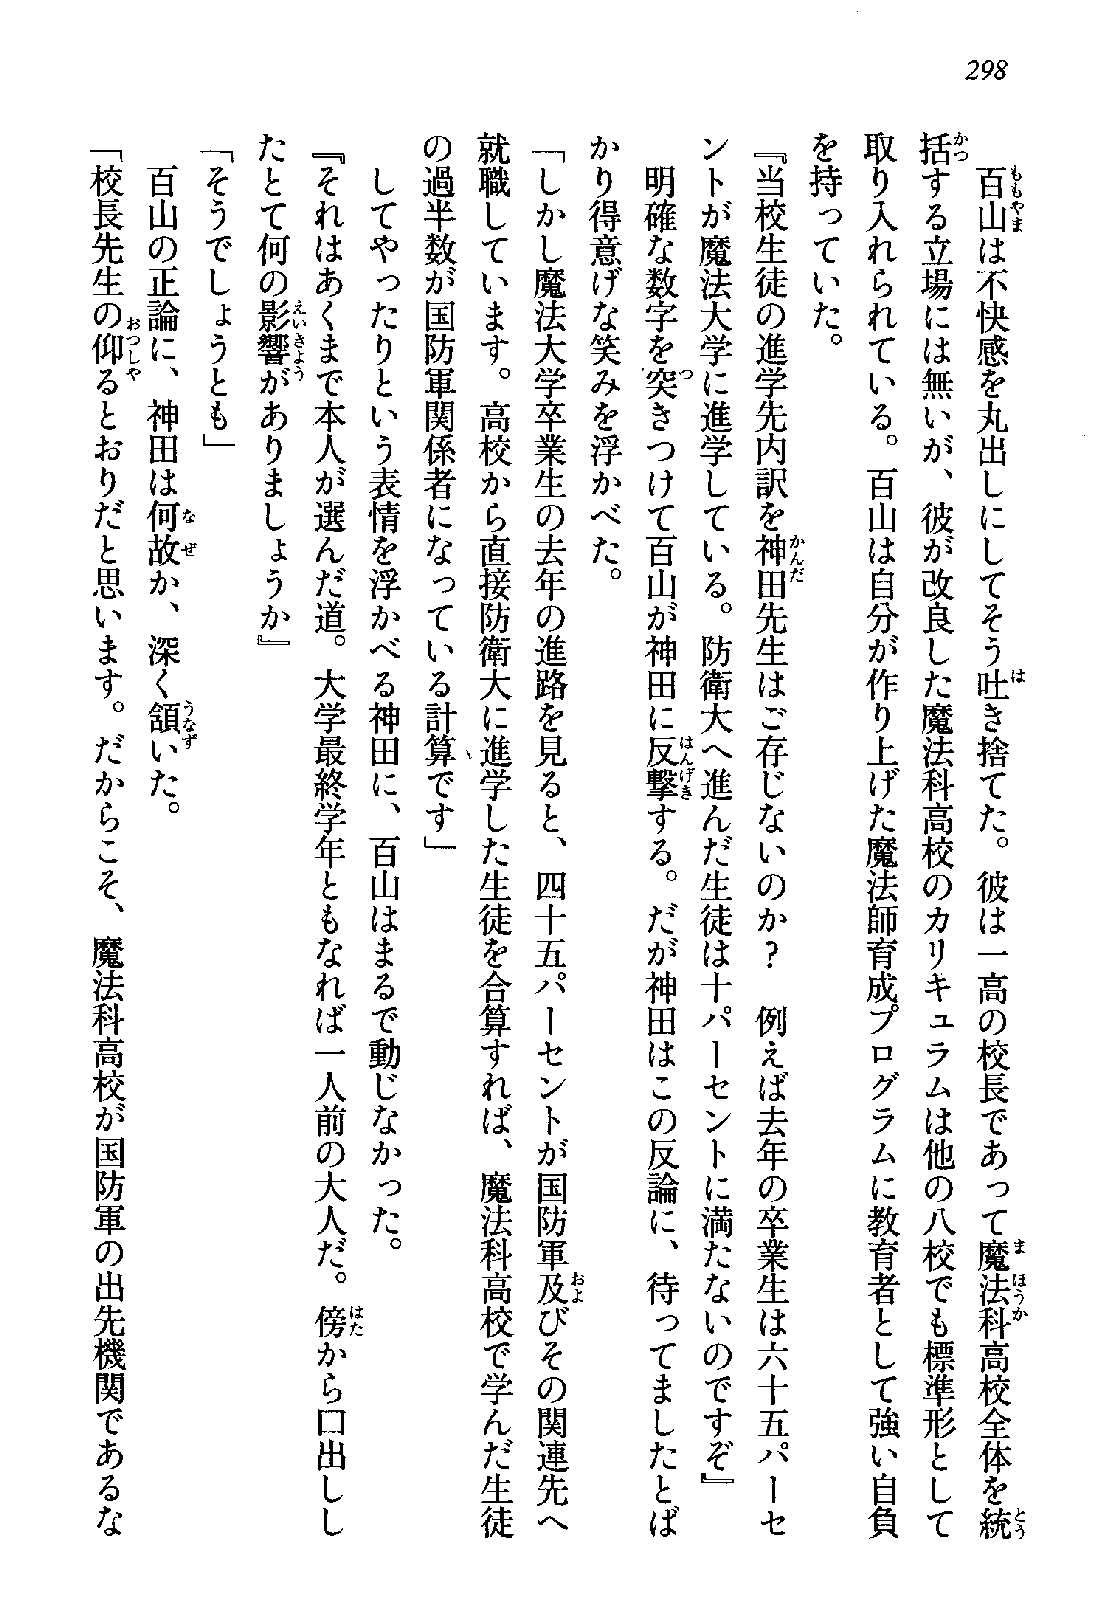 298
百山は不快感を丸出しにしてそう吐き捨てた。彼は一高の校長であって魔法科高校全体を統
括する立場には無いが、彼が改良した魔法科高校のカリキュラムは他の八校でも標準形として
取り入れられている。百山は自分が作り上げた魔法師育成プログラムに教育者として強い自負
を持っていた。
『当校生徒の進学先内訳を神田先生はご存じないのか？　例えば去年の卒業生は六十五パーセ
ントが魔法大学に進学している。防衛大へ進んだ生徒は十パーセントに満たないのですぞ』
明確な数字を突きつけて百山が神田に反撃する。だが神田はこの反論に、待ってましたとば
かり得意げな笑みを浮かべた。
「しかし魔法大学卒業生の去年の進路を見ると、四十五パーセントが国防軍及びその関連先へ
就職しています。高校から直接防衛大に進学した生徒を合算すれば、魔法科高校で学んだ生徒
の過半数が国防軍関係者になっている計算です」
してやったりという表情を浮かべる神田に、百山はまるで動じなかった。
『それはあくまで本人が選んだ道。大学最終学年ともなれば一人前の大人だ。傍から口出しし
たとて何の影響がありましょうか』
「そうでしょうとも」
百山の正論に、神田は何故か、深く頷いた。
「校長先生の仰るとおりだと思います。だからこそ、魔法科高校が国防軍の出先機関であるな